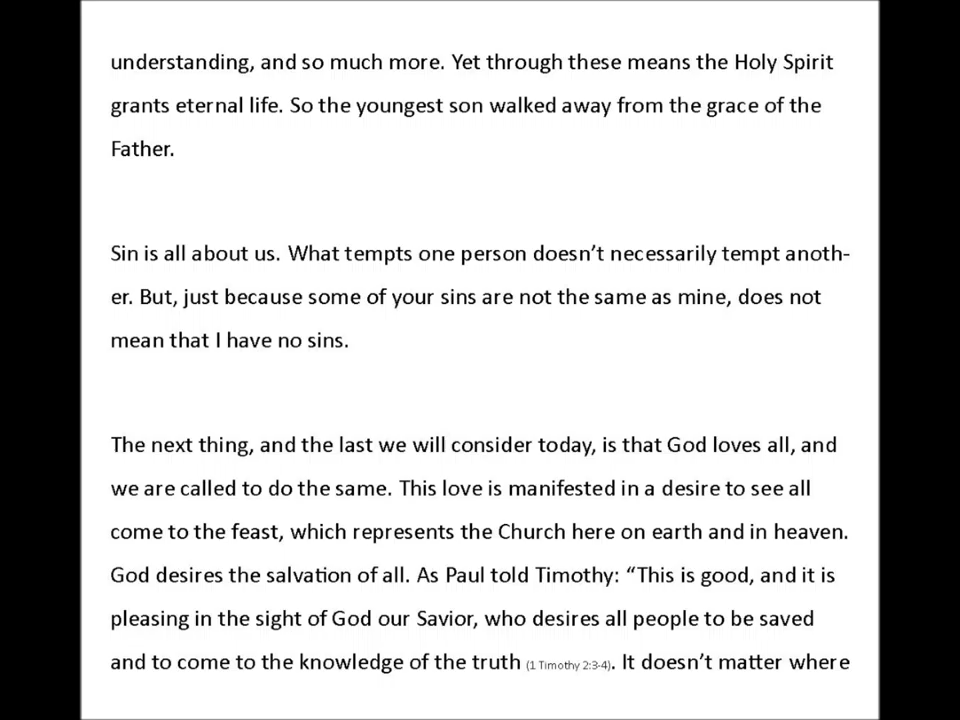 understanding, and so much more. Yet through these means the Holy Spirit
grants eternal life. So the youngest son walked away from the grace of the
Father.
Sin is all about us. What tempts one person doesn’t necessarily tempt anoth-
er. But, just because some of your sins are not the same as mine, does not
mean that I have no sins.
The next thing, and the last we will consider today, is that God loves all, and
we are called to do the same. This love is manifested in a desire to see all
come to the feast, which represents the Church here on earth and in heaven.
God desires the salvation of all. As Paul told Timothy: “This is good, and it is
pleasing in the sight of God our Savior, who desires all people to be saved
and to come to the knowledge of the truth (1 Timothy 2:3-4). It doesn’t matter where